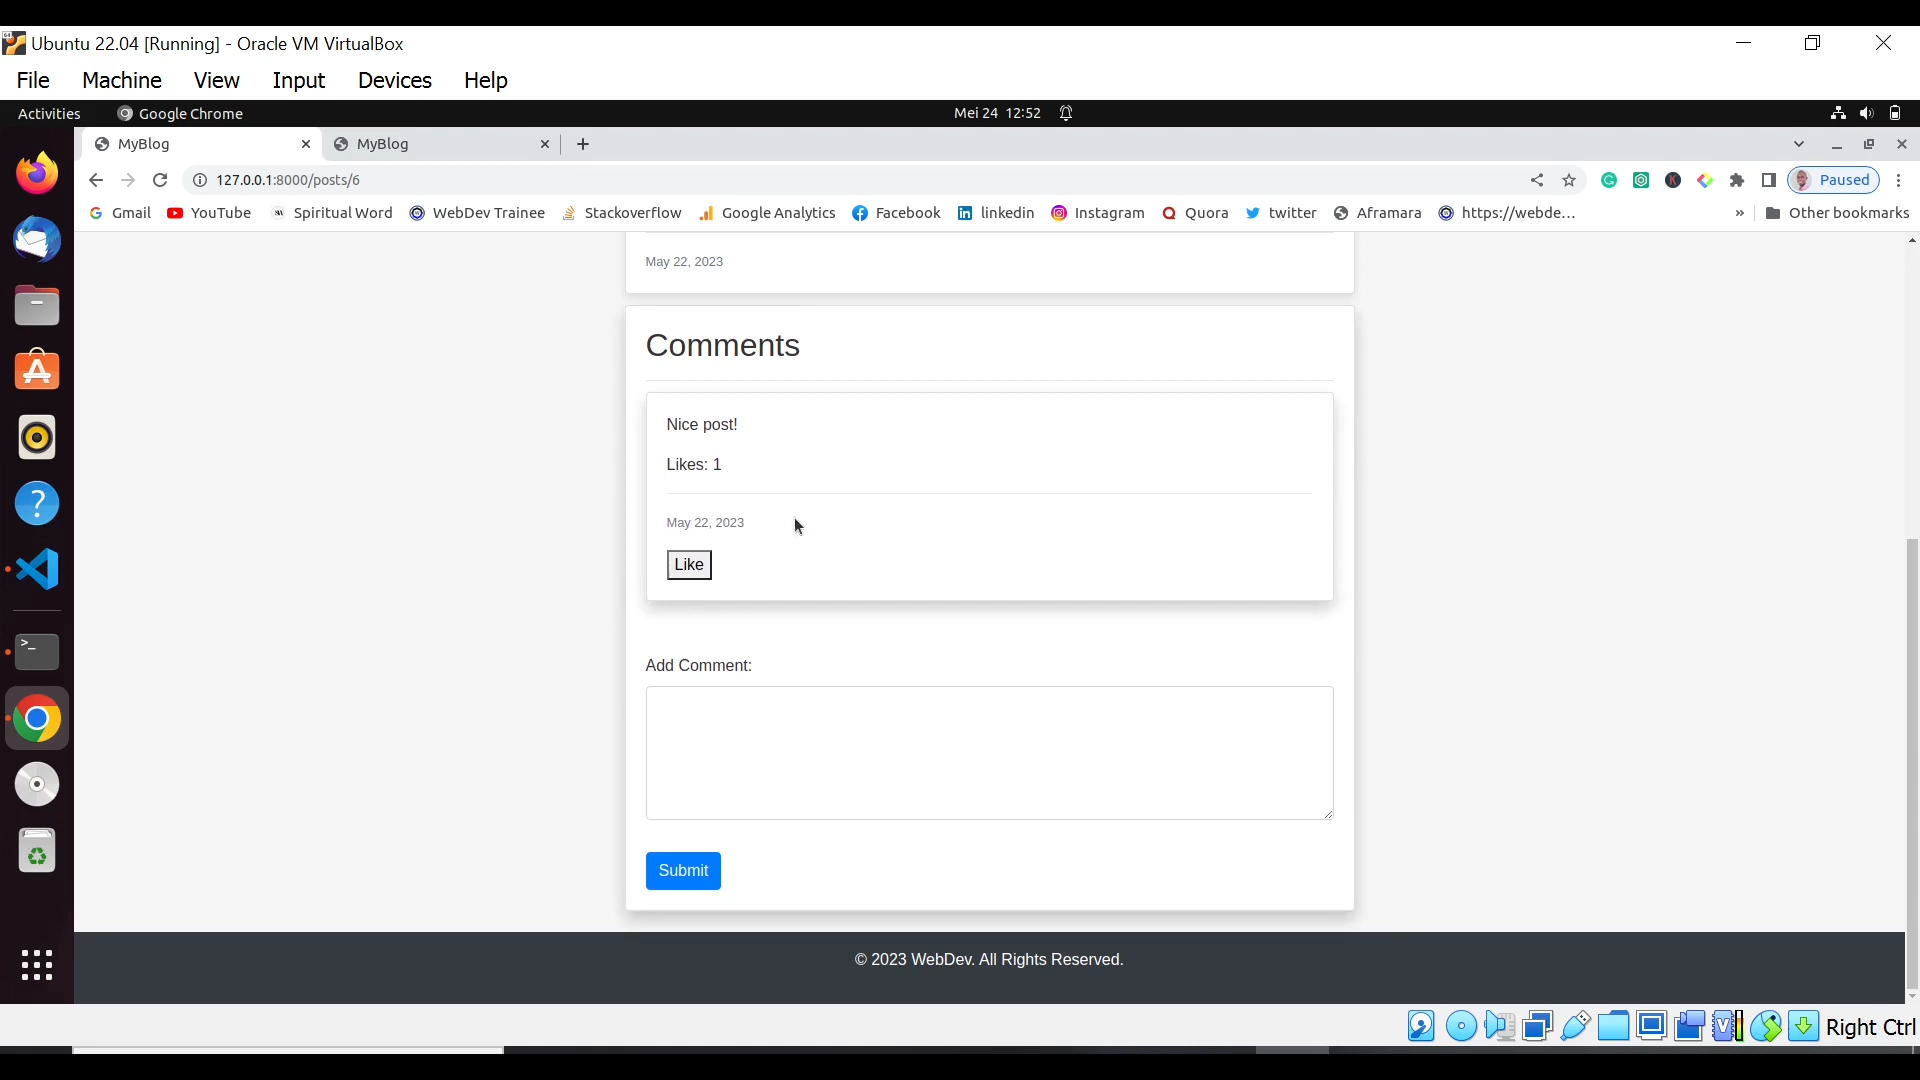 Ubuntu 22.04 [Running] - Oracle VM VirtualBox
File Machine View Input Devices Help
Activities Google Chrome Mei 24 12:52
MyBlog MyBlog
127.0.0.1:8000/posts/6 Paused
Gmail YouTube Spiritual Word WebDev Trainee Stackoverflow Google Analytics Facebook linkedin Instagram Quora twitter Aframara https://webde... » Other bookmarks
May 22, 2023
Comments
Nice post!
Likes: 1
May 22, 2023
Like
Add Comment:
Submit
© 2023 WebDev. All Rights Reserved.
Right Ctrl